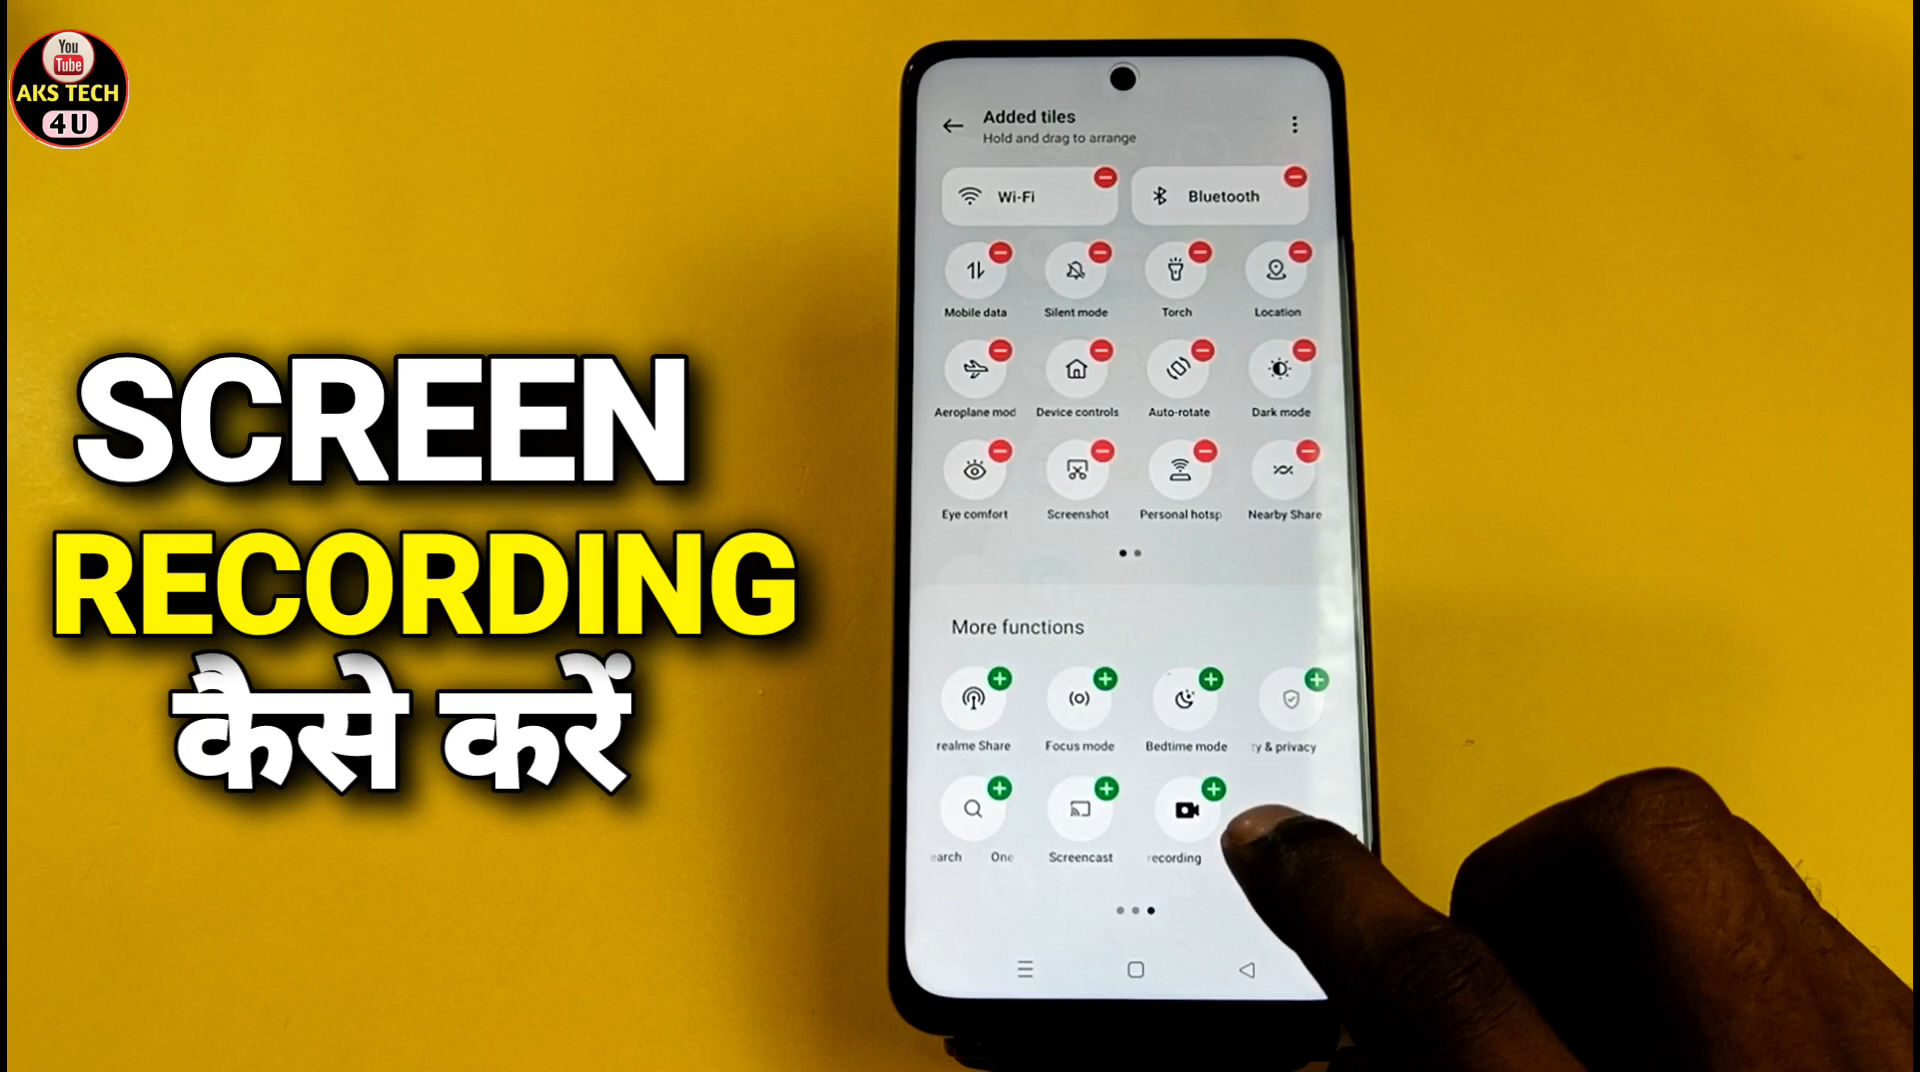 You
Tube
AKS TECH
4U
SCREEN
RECORDING
कैसे करें
Added tiles
Hold and drag to arrange
Wi-Fi
Bluetooth
Mobile data
Silent mode
Torch
Location
Aeroplane mod
Device controls
Auto-rotate
Dark mode
Eye comfort
Screenshot
Personal hotsp
Nearby Share
More functions
realme Share
Focus mode
Bedtime mode
ty & privacy
earch One
Screencast
recording